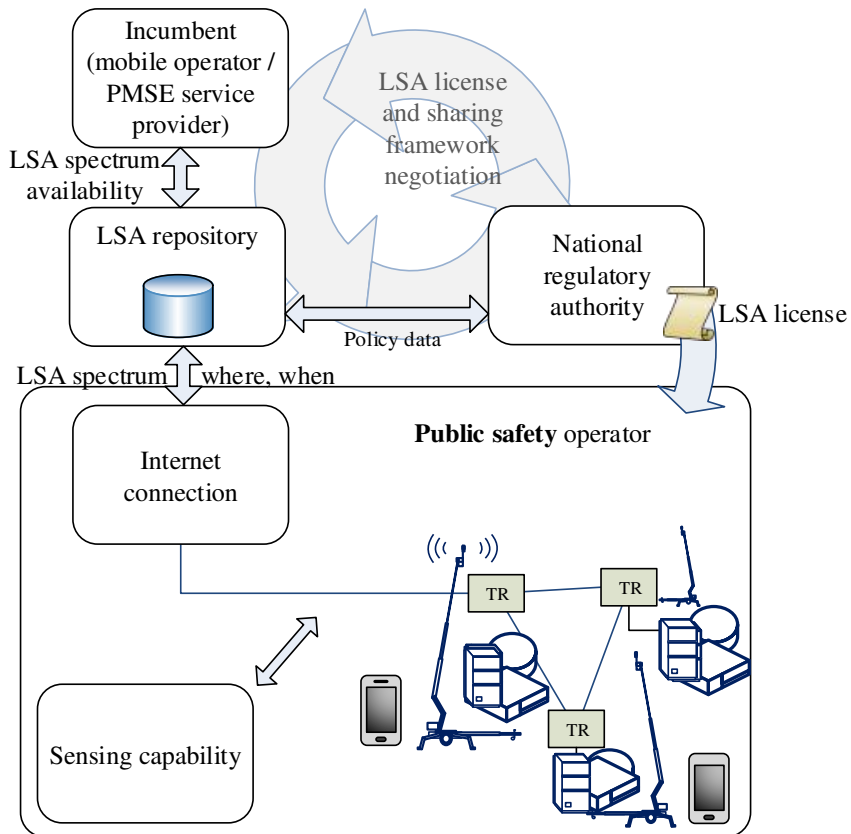 Incumbent
(mobile operator /
PMSE service
provider)
LSA license
and sharing
framework
negotiation
LSA spectrum
availability
LSA repository
National
regulatory
authority
LSA license
Policy data
LSA spectrum
where, when
Public safety operator
Internet
connection
TR
TR
TR
Sensing capability